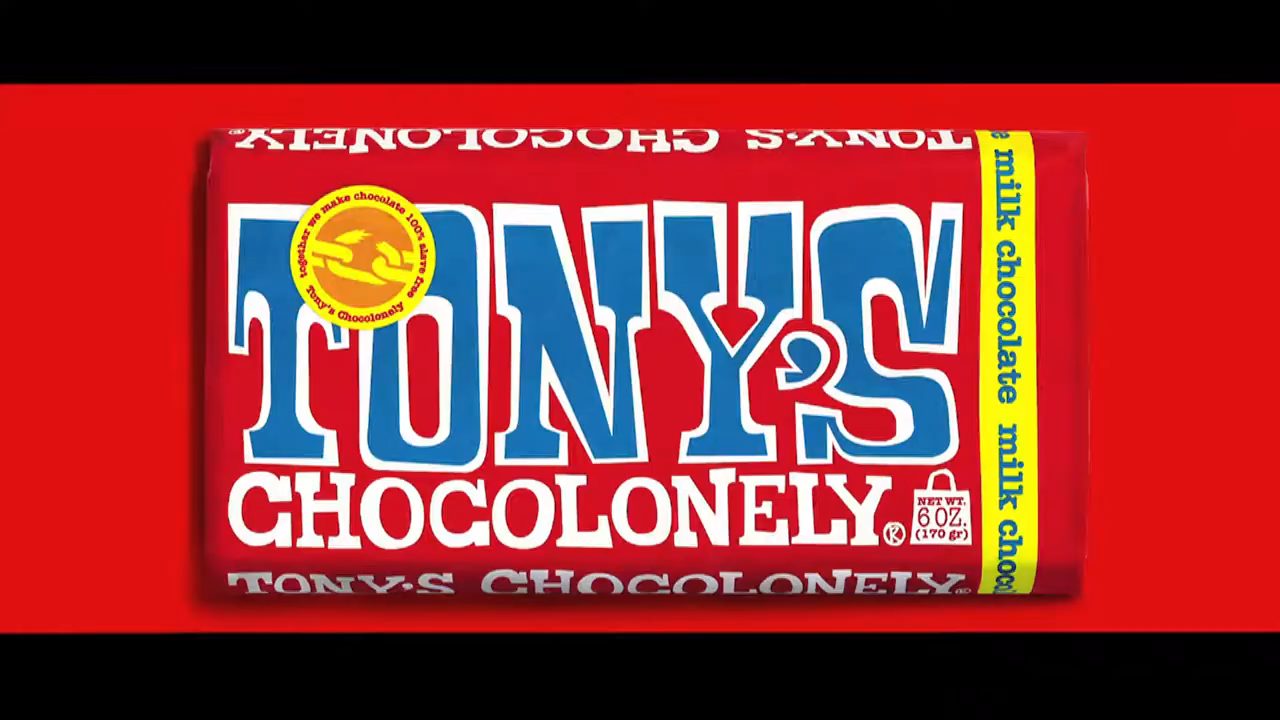 TONY'S CHOCOLONELY
together we make chocolate 100% slave free
Tony's Chocolonely
TONY'S
CHOCOLONELY
NET WT.
6 OZ.
(170 gr)
K
TONY'S CHOCOLONELY
e milk chocolate milk chocol